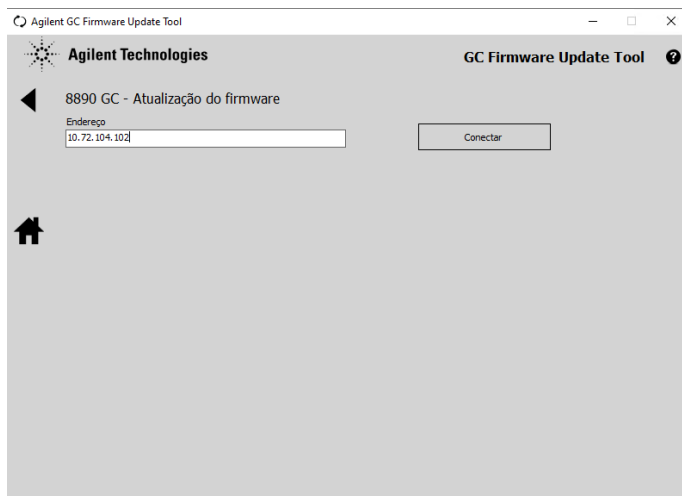 Agilent GC Firmware Update Tool
Agilent Technologies
GC Firmware Update Tool
?
8890 GC - Atualização do firmware
Endereço
10.72.104.102
Conectar